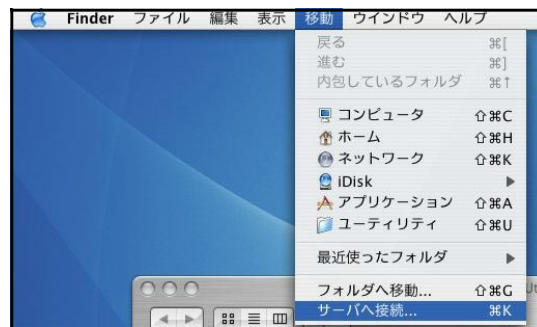 Finder ファイル 編集 表示 移動 ウインドウ ヘルプ
戻る ⌘[
進む ⌘]
内包しているフォルダ ⌘↑
コンピュータ ⇧⌘C
ホーム ⇧⌘H
ネットワーク ⇧⌘K
iDisk ▶
アプリケーション ⇧⌘A
ユーティリティ ⇧⌘U
最近使ったフォルダ ▶
フォルダへ移動... ⇧⌘G
サーバへ接続... ⌘K